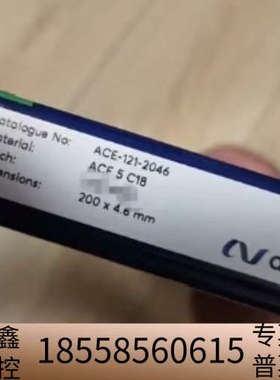 atalogue No: ACE-121-2046
aterial: ACE 5 C18
ch:
ensions: 200 x 4.6 mm
鑫 18558560615 专
控 普